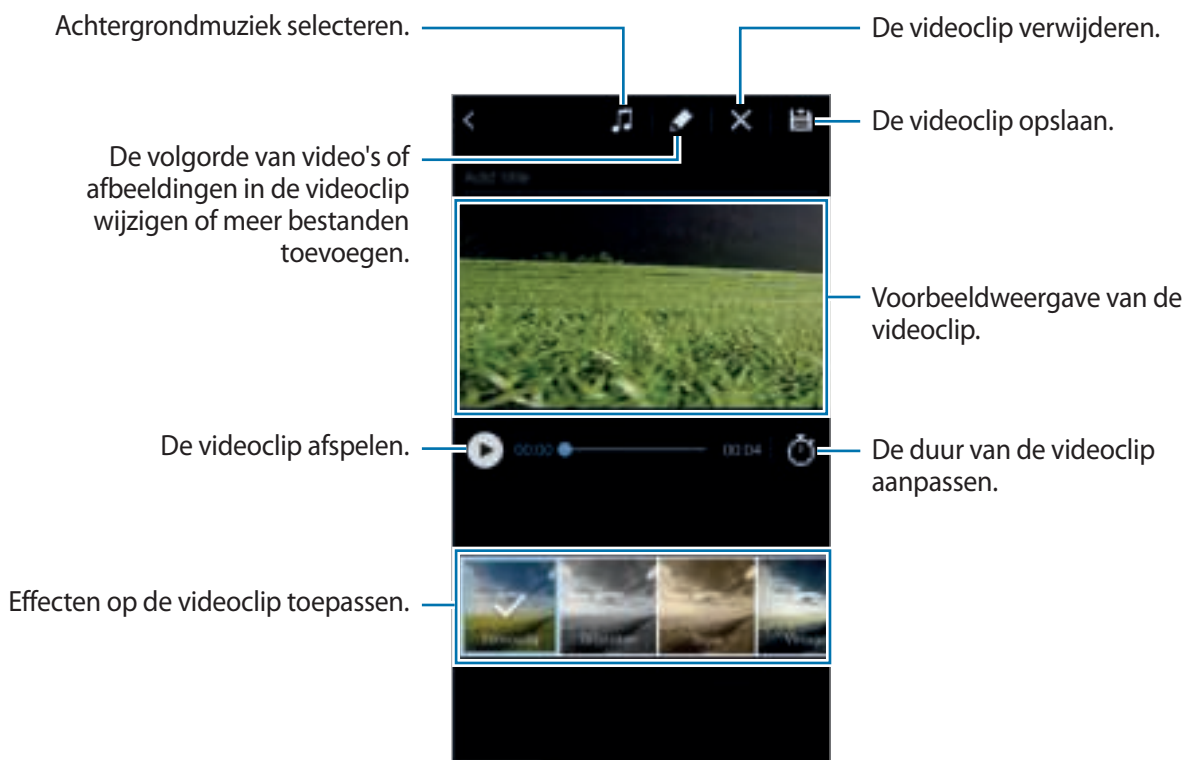 Achtergrondmuziek selecteren.
De videoclip verwijderen.
De videoclip opslaan.
De volgorde van video's of
afbeeldingen in de videoclip
wijzigen of meer bestanden
toevoegen.
Add title
Voorbeeldweergave van de
videoclip.
De videoclip afspelen.
00:00
00:04
De duur van de videoclip
aanpassen.
Effecten op de videoclip toepassen.